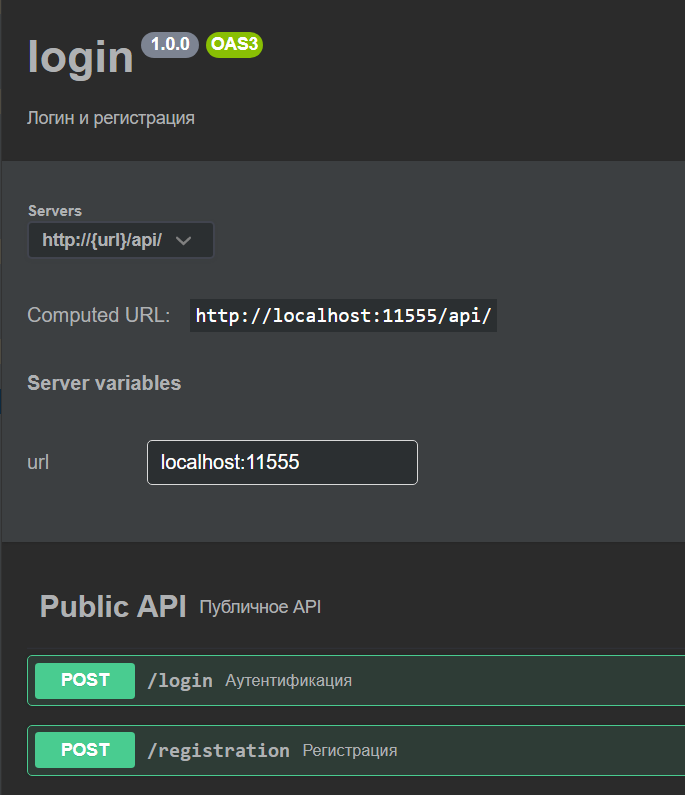 login 1.0.0 OAS3
Логин и регистрация
Servers
http://{url}/api/
Computed URL: http://localhost:11555/api/
Server variables
url localhost:11555
Public API Публичное API
POST /login Аутентификация
POST /registration Регистрация